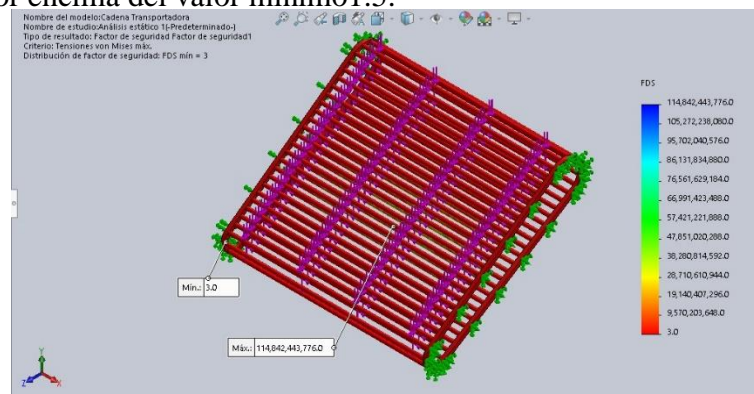 or encima del valor mínimo1.5.
Nombre del modelo:Cadena Transportadora
Nombre de estudio:Análisis estático 1(-Predeterminado-)
Tipo de resultado: Factor de seguridad Factor de seguridad1
Criterio: Tensiones von Mises máx.
Distribución de factor de seguridad: FDS mín = 3
FDS
114,842,443,776.0
105,272,238,080.0
95,702,040,576.0
86,131,834,880.0
76,561,629,184.0
66,991,423,488.0
57,421,221,888.0
47,851,020,288.0
38,280,814,592.0
28,710,610,944.0
19,140,407,296.0
9,570,203,648.0
3.0
Mín.: 3.0
Máx.: 114,842,443,776.0
Y
Z
X